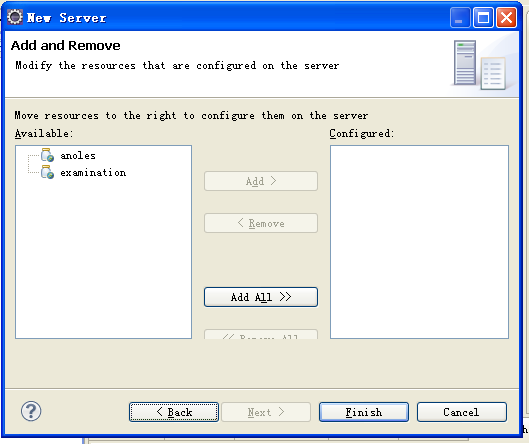 New Server
Add and Remove
Modify the resources that are configured on the server
Move resources to the right to configure them on the server
Available:
Configured:
anoles
examination
Add >
< Remove
Add All >>
<< Remove All
?
< Back
Next >
Finish
Cancel